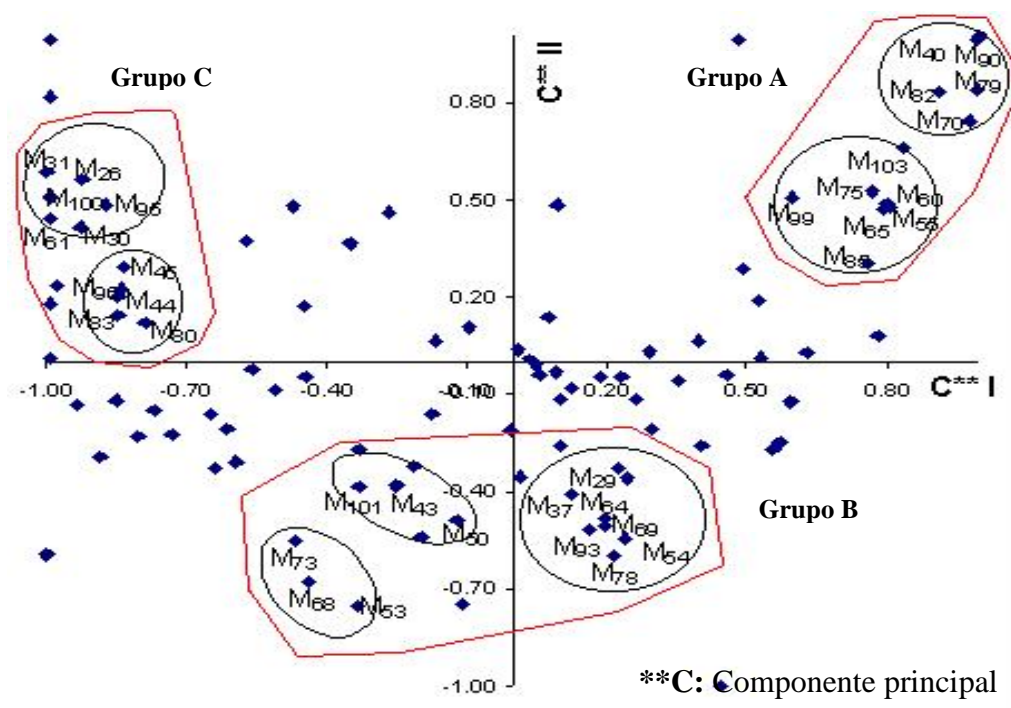 C** II
Grupo C
Grupo A
0.80
M40
M90
M82
M79
M70
M103
M31
M26
0.50
M75
M60
M100
M95
M99
M65
M55
M61
M30
M85
M45
M96
M44
0.20
M83
M80
-1.00
-0.70
-0.40
-0.10
0.20
0.50
0.80
C** I
-0.10
M29
-0.40
M101
M43
M37
M64
Grupo B
M50
M69
M73
M93
M54
M78
M68
M53
-0.70
-1.00
**C: Componente principal